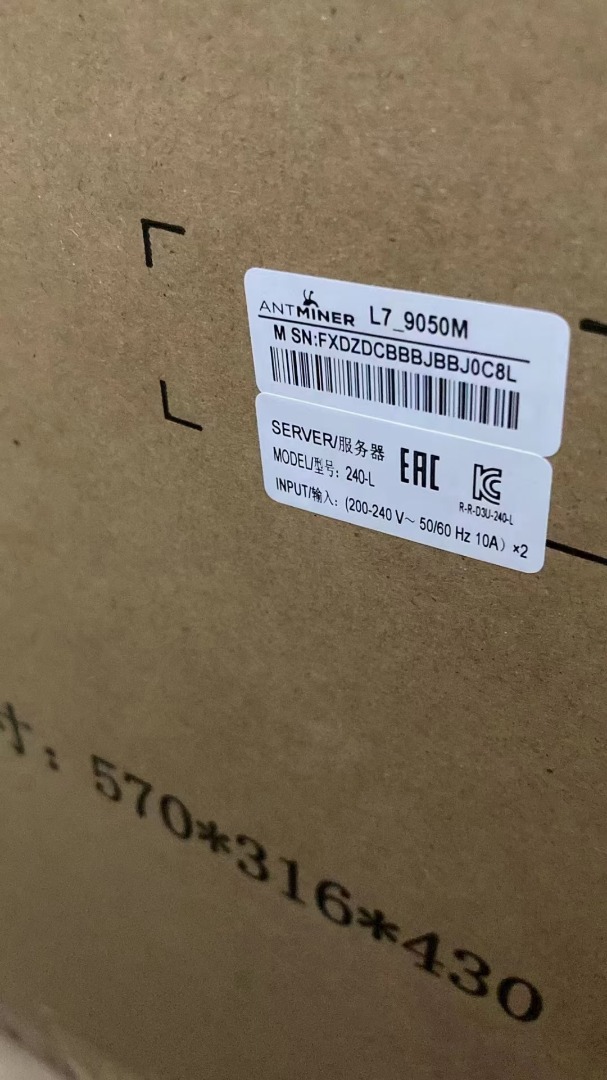 ANTMINER L7_9050M
M SN:FXDZDCBBBJBBJ0C8L
SERVER/服务器
MODEL/型号: 240-L
EAC
R-R-D3U-240-L
INPUT/输入: (200-240 V~ 50/60 Hz 10A) ×2
寸: 570*316*430